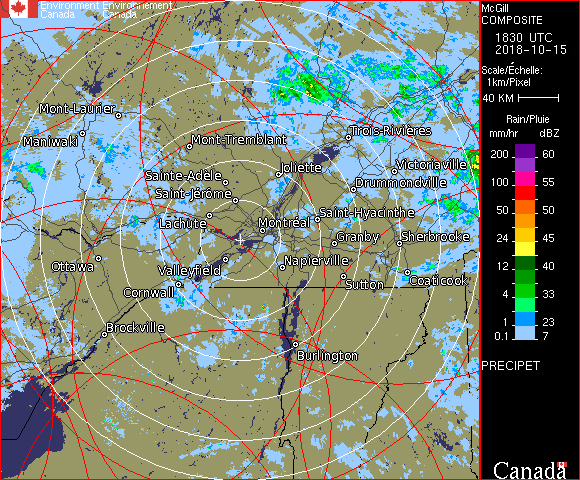 Environment Environnement
Canada Canada
McGill
COMPOSITE
1830 UTC
2018-10-15
Scale/Échelle:
1km/Pixel
40 KM
Rain/Pluie
mm/hr dBZ
200 60
100 55
50 50
24 45
12 40
4 33
1 23
0.1 7
PRECIPET
Canada
Mont-Laurier
Maniwaki
Mont-Tremblant
Trois-Rivières
Joliette
Victoriaville
Sainte-Adèle
Drummondville
Saint-Jérôme
Saint-Hyacinthe
Lachute
Montréal
Granby
Sherbrooke
Ottawa
Valleyfield
Napierville
Sutton
Coaticook
Cornwall
Brockville
Burlington